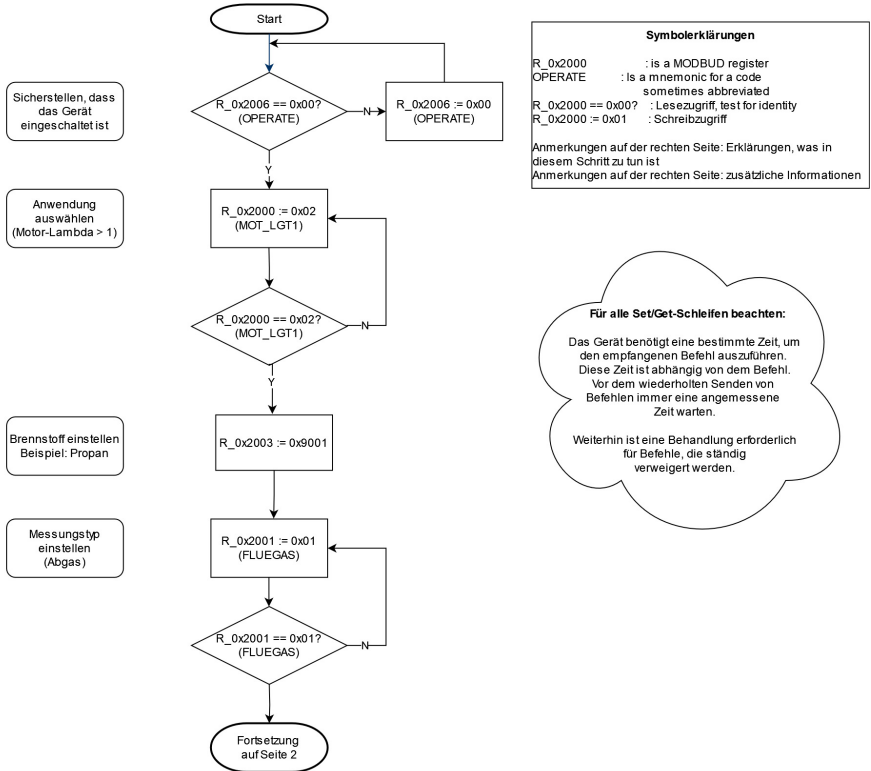 Start
Sicherstellen, dass
das Gerät
eingeschaltet ist
R_0x2006 == 0x00?
(OPERATE)
N
R_0x2006 := 0x00
(OPERATE)
Y
Anwendung
auswählen
(Motor-Lambda > 1)
R_0x2000 := 0x02
(MOT_LGT1)
R_0x2000 == 0x02?
(MOT_LGT1)
N
Y
Brennstoff einstellen
Beispiel: Propan
R_0x2003 := 0x9001
Messungstyp
einstellen
(Abgas)
R_0x2001 := 0x01
(FLUEGAS)
R_0x2001 == 0x01?
(FLUEGAS)
N
Fortsetzung
auf Seite 2
Symbolerklärungen
R_0x2000 : is a MODBUD register
OPERATE : Is a mnemonic for a code
sometimes abbreviated
R_0x2000 == 0x00? : Lesezugriff, test for identity
R_0x2000 := 0x01 : Schreibzugriff
Anmerkungen auf der rechten Seite: Erklärungen, was in
diesem Schritt zu tun ist
Anmerkungen auf der rechten Seite: zusätzliche Informationen
Für alle Set/Get-Schleifen beachten:
Das Gerät benötigt eine bestimmte Zeit, um
den empfangenen Befehl auszuführen.
Diese Zeit ist abhängig von dem Befehl.
Vor dem wiederholten Senden von
Befehlen immer eine angemessene
Zeit warten.
Weiterhin ist eine Behandlung erforderlich
für Befehle, die ständig
verweigert werden.